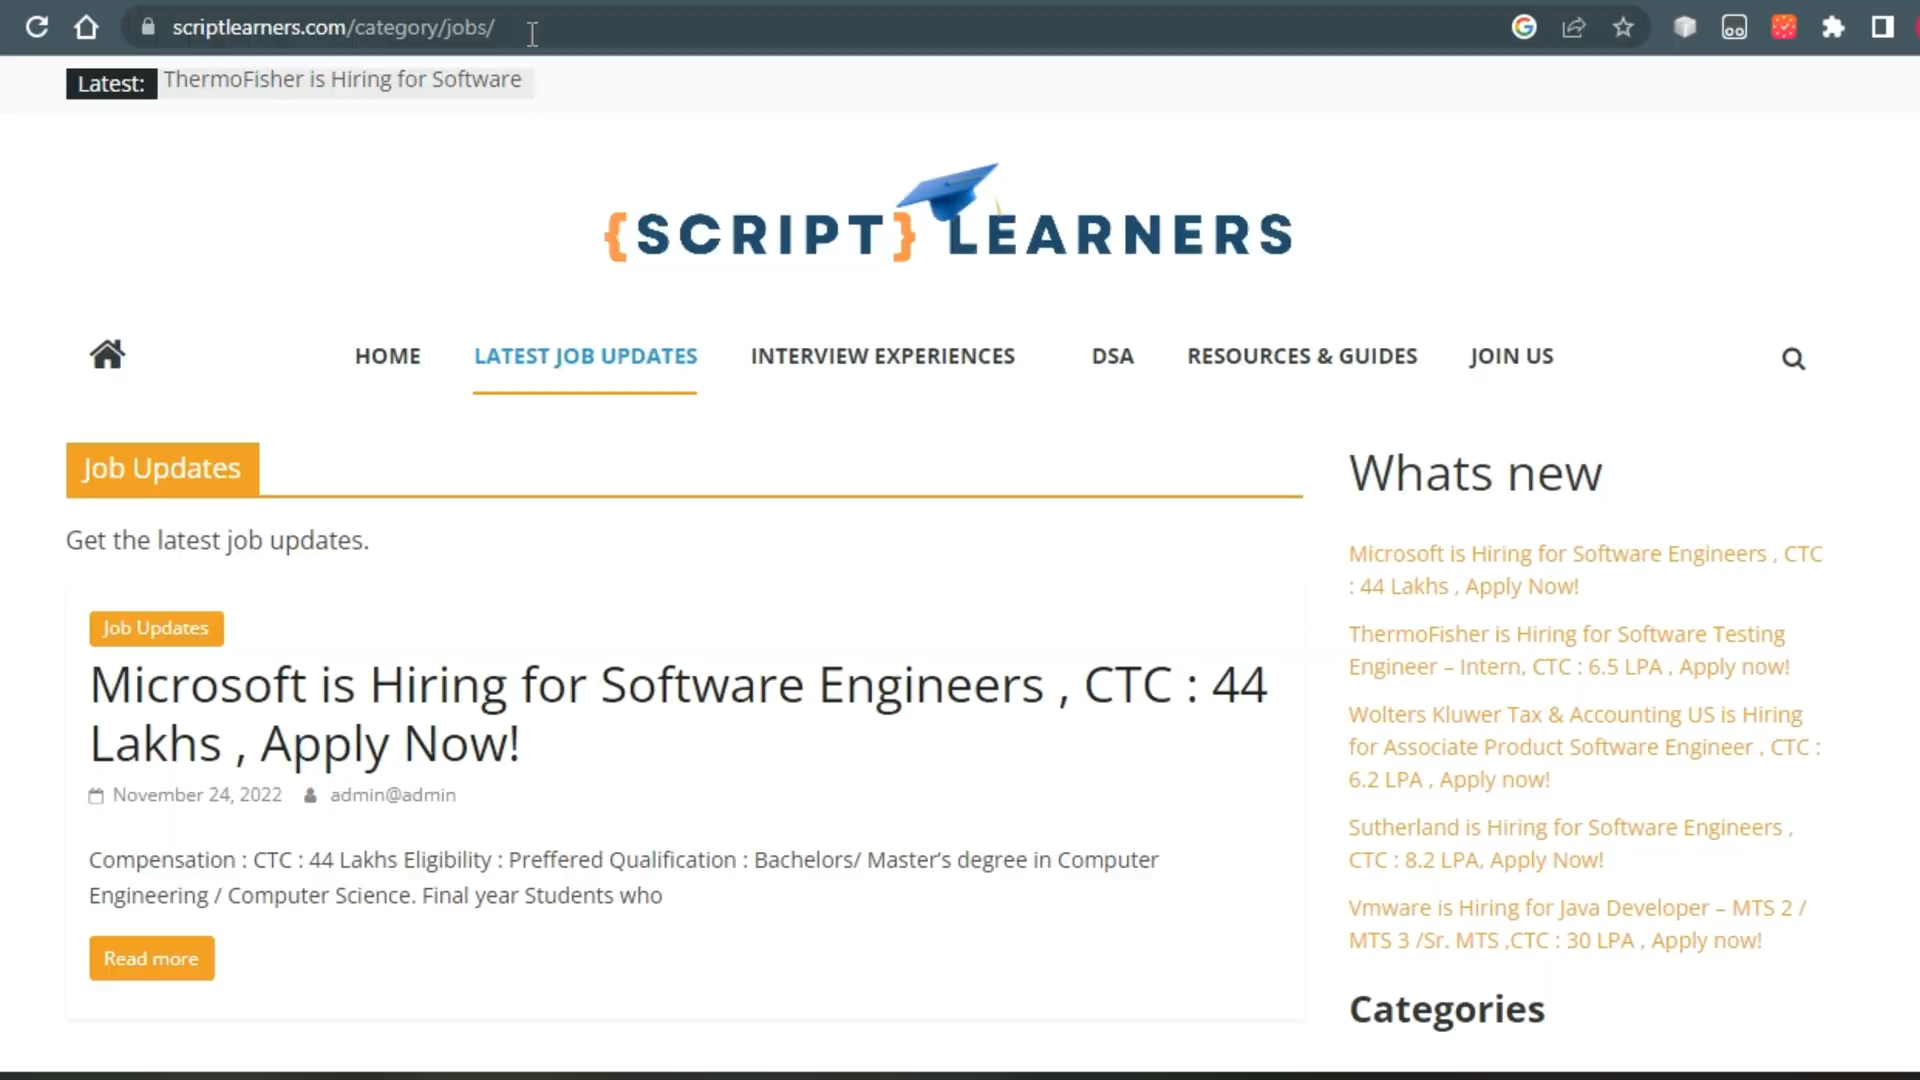 scriptlearners.com/category/jobs/
Latest: ThermoFisher is Hiring for Software
{SCRIPT} LEARNERS
HOME LATEST JOB UPDATES INTERVIEW EXPERIENCES DSA RESOURCES & GUIDES JOIN US
Job Updates
Get the latest job updates.
Job Updates
Microsoft is Hiring for Software Engineers , CTC : 44
Lakhs , Apply Now!
November 24, 2022 admin@admin
Compensation : CTC : 44 Lakhs Eligibility : Preffered Qualification : Bachelors/ Master’s degree in Computer
Engineering / Computer Science. Final year Students who
Read more
Whats new
Microsoft is Hiring for Software Engineers , CTC
: 44 Lakhs , Apply Now!
ThermoFisher is Hiring for Software Testing
Engineer – Intern, CTC : 6.5 LPA , Apply now!
Wolters Kluwer Tax & Accounting US is Hiring
for Associate Product Software Engineer , CTC :
6.2 LPA , Apply now!
Sutherland is Hiring for Software Engineers ,
CTC : 8.2 LPA, Apply Now!
Vmware is Hiring for Java Developer – MTS 2 /
MTS 3 /Sr. MTS ,CTC : 30 LPA , Apply now!
Categories